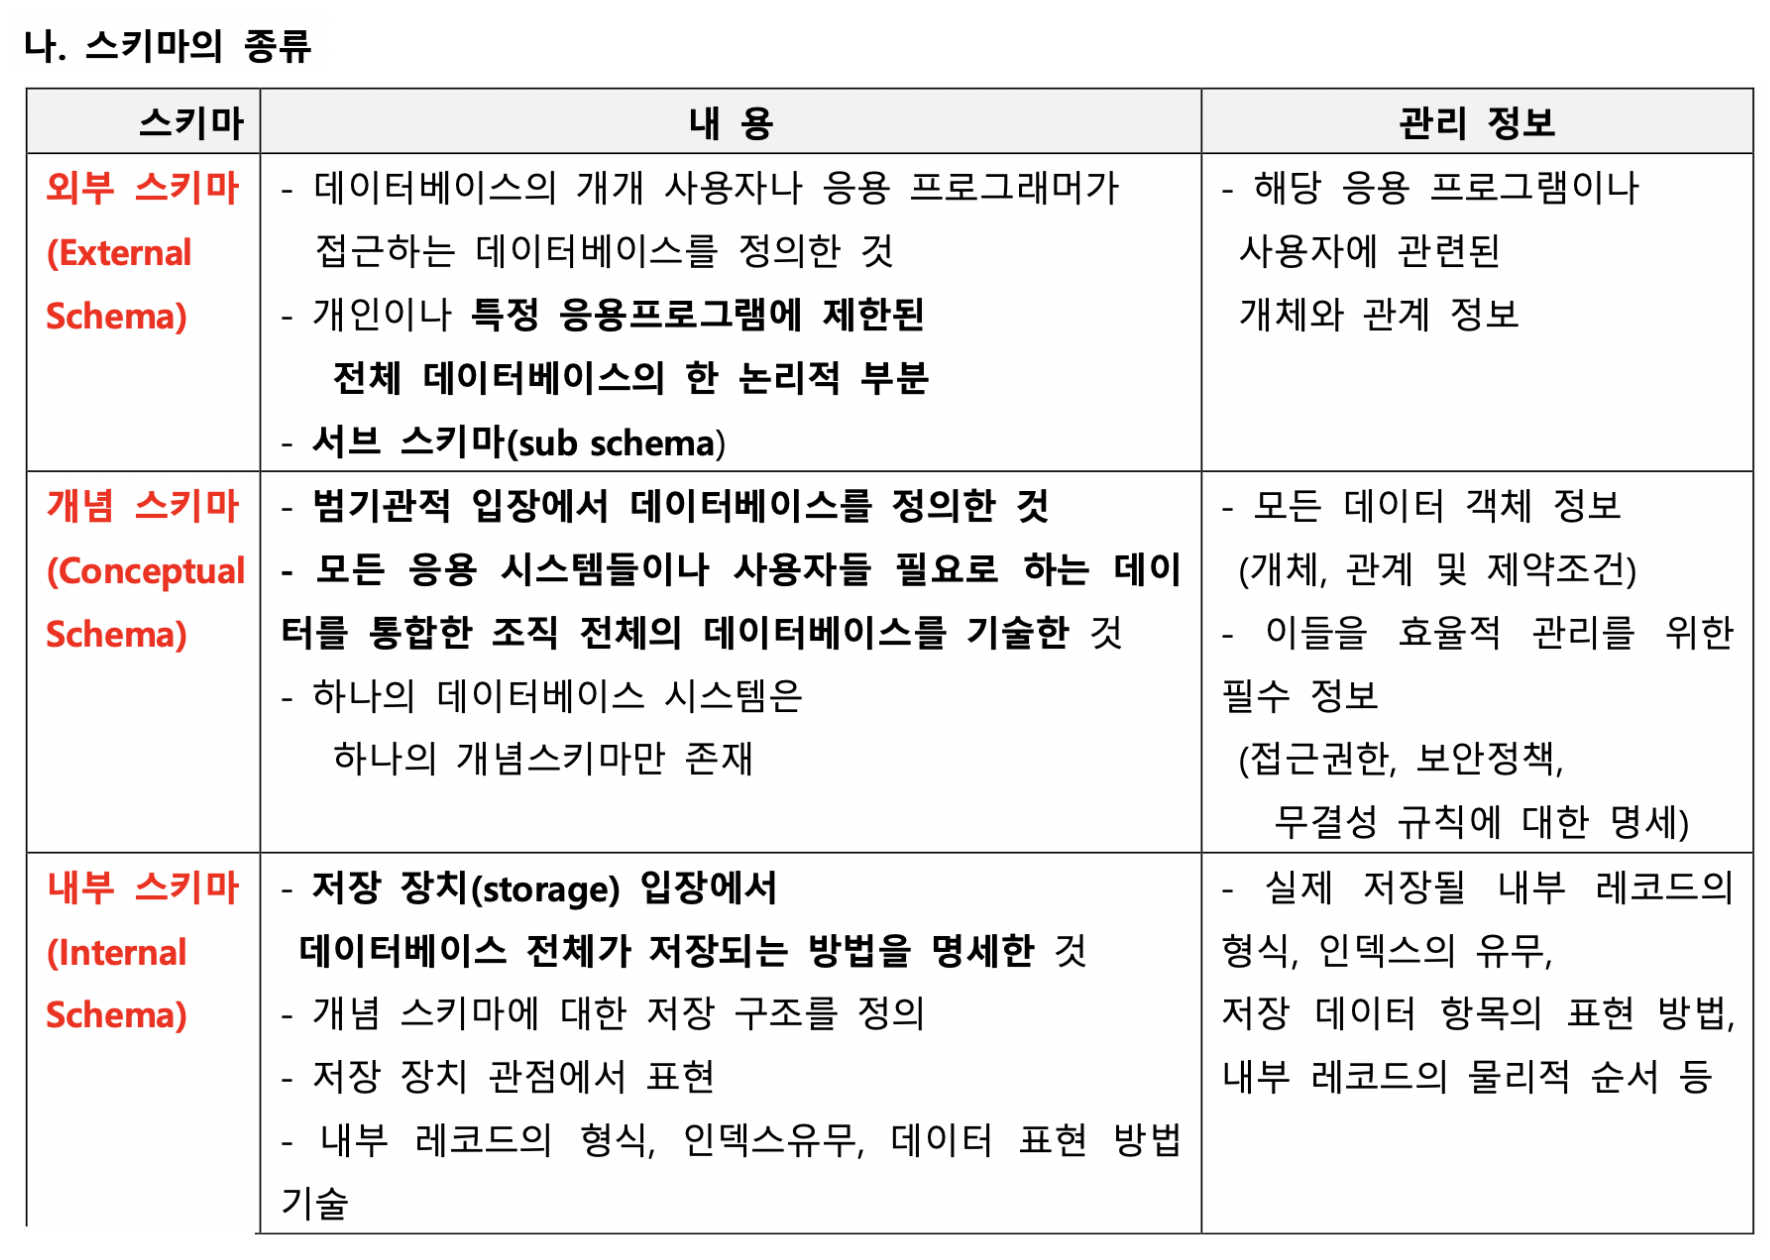 나. 스키마의 종류
스키마
내 용
관리 정보
외부 스키마
(External
Schema)
- 데이터베이스의 개개 사용자나 응용 프로그래머가
접근하는 데이터베이스를 정의한 것
- 개인이나 특정 응용프로그램에 제한된
전체 데이터베이스의 한 논리적 부분
- 서브 스키마(sub schema)
- 해당 응용 프로그램이나
사용자에 관련된
개체와 관계 정보
개념 스키마
(Conceptual
Schema)
- 범기관적 입장에서 데이터베이스를 정의한 것
- 모든 응용 시스템들이나 사용자들 필요로 하는 데이
터를 통합한 조직 전체의 데이터베이스를 기술한 것
- 하나의 데이터베이스 시스템은
하나의 개념스키마만 존재
- 모든 데이터 객체 정보
(개체, 관계 및 제약조건)
- 이들을 효율적 관리를 위한
필수 정보
(접근권한, 보안정책,
무결성 규칙에 대한 명세)
내부 스키마
(Internal
Schema)
- 저장 장치(storage) 입장에서
데이터베이스 전체가 저장되는 방법을 명세한 것
- 개념 스키마에 대한 저장 구조를 정의
- 저장 장치 관점에서 표현
- 내부 레코드의 형식, 인덱스유무, 데이터 표현 방법
기술
- 실제 저장될 내부 레코드의
형식, 인덱스의 유무,
저장 데이터 항목의 표현 방법,
내부 레코드의 물리적 순서 등